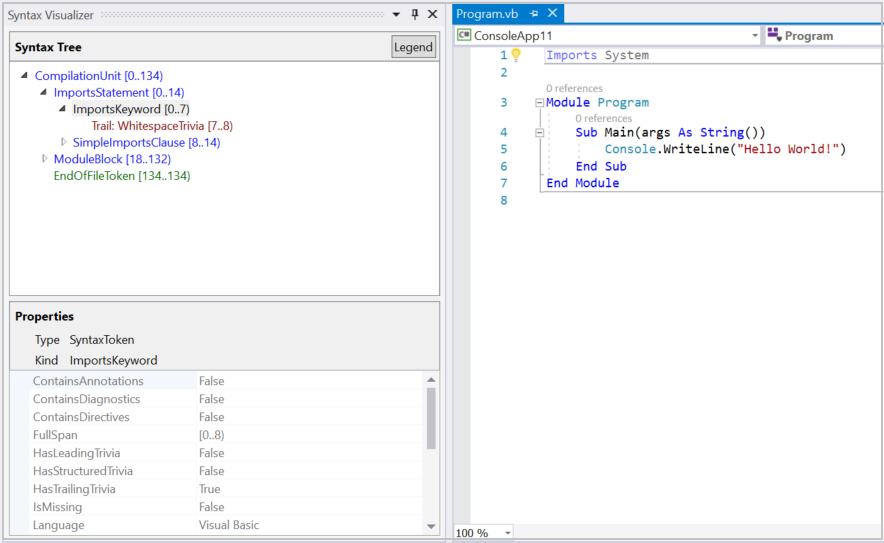 Syntax Visualizer
Syntax Tree
Legend
CompilationUnit [0..134)
ImportsStatement [0..14)
ImportsKeyword [0..7)
Trail: WhitespaceTrivia [7..8)
SimpleImportsClause [8..14)
ModuleBlock [18..132)
EndOfFileToken [134..134)
Properties
Type SyntaxToken
Kind ImportsKeyword
ContainsAnnotations False
ContainsDiagnostics False
ContainsDirectives False
FullSpan [0..8)
HasLeadingTrivia False
HasStructuredTrivia False
HasTrailingTrivia True
IsMissing False
Language Visual Basic
Program.vb
C# ConsoleApp11
Program
1 Imports System
2
0 references
3 Module Program
0 references
4 Sub Main(args As String())
5 Console.WriteLine("Hello World!")
6 End Sub
7 End Module
8
100 %